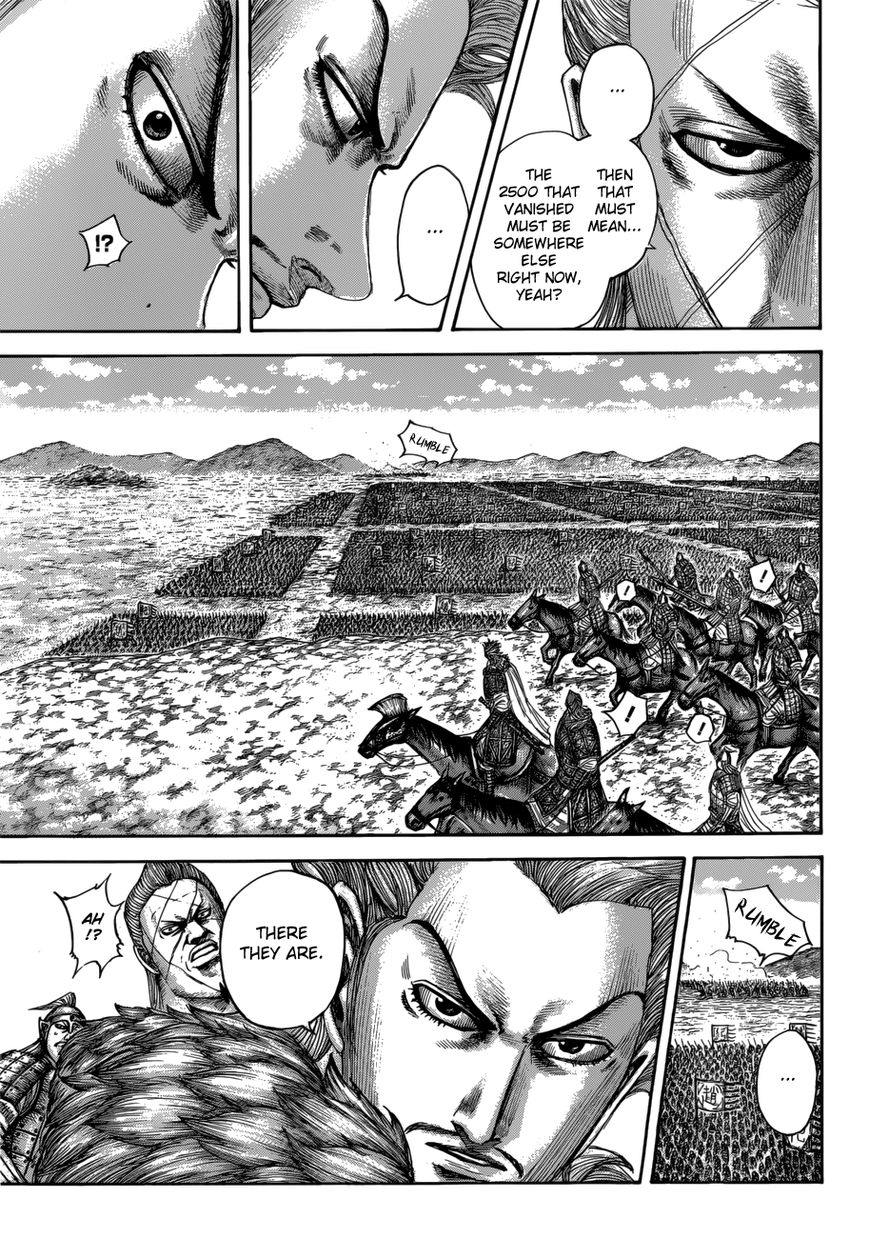 ...
THEN
THAT
MUST
MEAN...
THE
2500 THAT
VANISHED
MUST BE
SOMEWHERE
ELSE
RIGHT NOW,
YEAH?
...
!?
RUMBLE
!
!
!
!
RUMBLE
...
趙
THERE
THEY ARE.
AH
!?